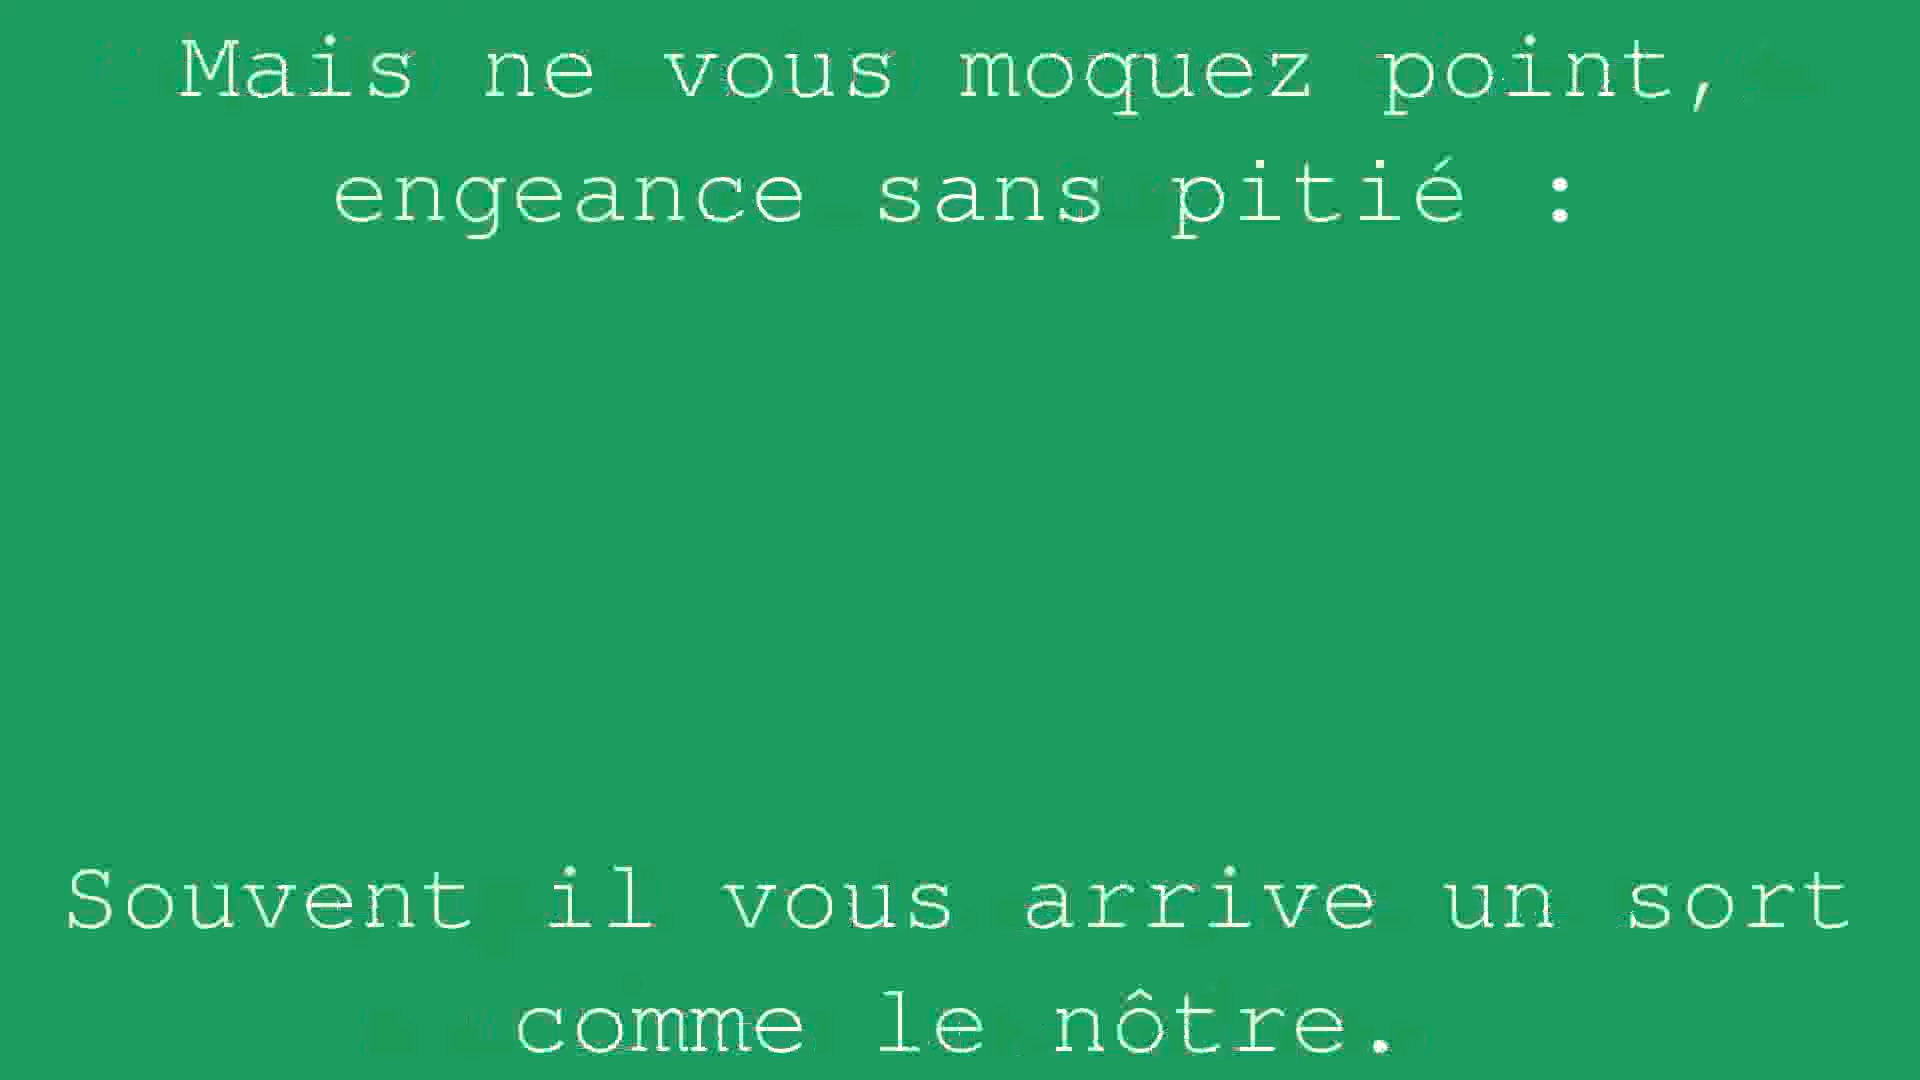 Mais ne vous moquez point,
engeance sans pitié :
Souvent il vous arrive un sort
comme le nôtre.